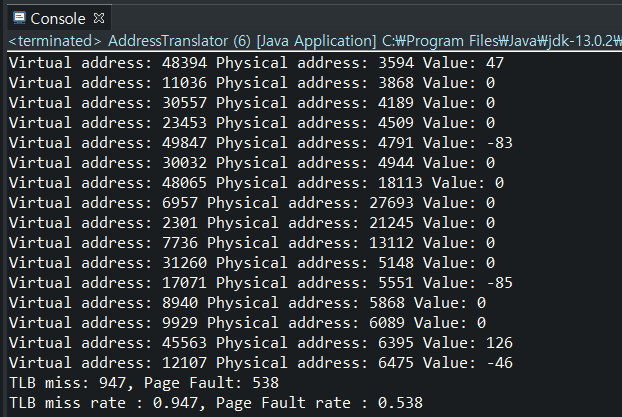 Console
<terminated> AddressTranslator (6) [Java Application] C:₩Program Files₩Java₩jdk-13.0.2₩
Virtual address: 48394 Physical address: 3594 Value: 47
Virtual address: 11036 Physical address: 3868 Value: 0
Virtual address: 30557 Physical address: 4189 Value: 0
Virtual address: 23453 Physical address: 4509 Value: 0
Virtual address: 49847 Physical address: 4791 Value: -83
Virtual address: 30032 Physical address: 4944 Value: 0
Virtual address: 48065 Physical address: 18113 Value: 0
Virtual address: 6957 Physical address: 27693 Value: 0
Virtual address: 2301 Physical address: 21245 Value: 0
Virtual address: 7736 Physical address: 13112 Value: 0
Virtual address: 31260 Physical address: 5148 Value: 0
Virtual address: 17071 Physical address: 5551 Value: -85
Virtual address: 8940 Physical address: 5868 Value: 0
Virtual address: 9929 Physical address: 6089 Value: 0
Virtual address: 45563 Physical address: 6395 Value: 126
Virtual address: 12107 Physical address: 6475 Value: -46
TLB miss: 947, Page Fault: 538
TLB miss rate : 0.947, Page Fault rate : 0.538